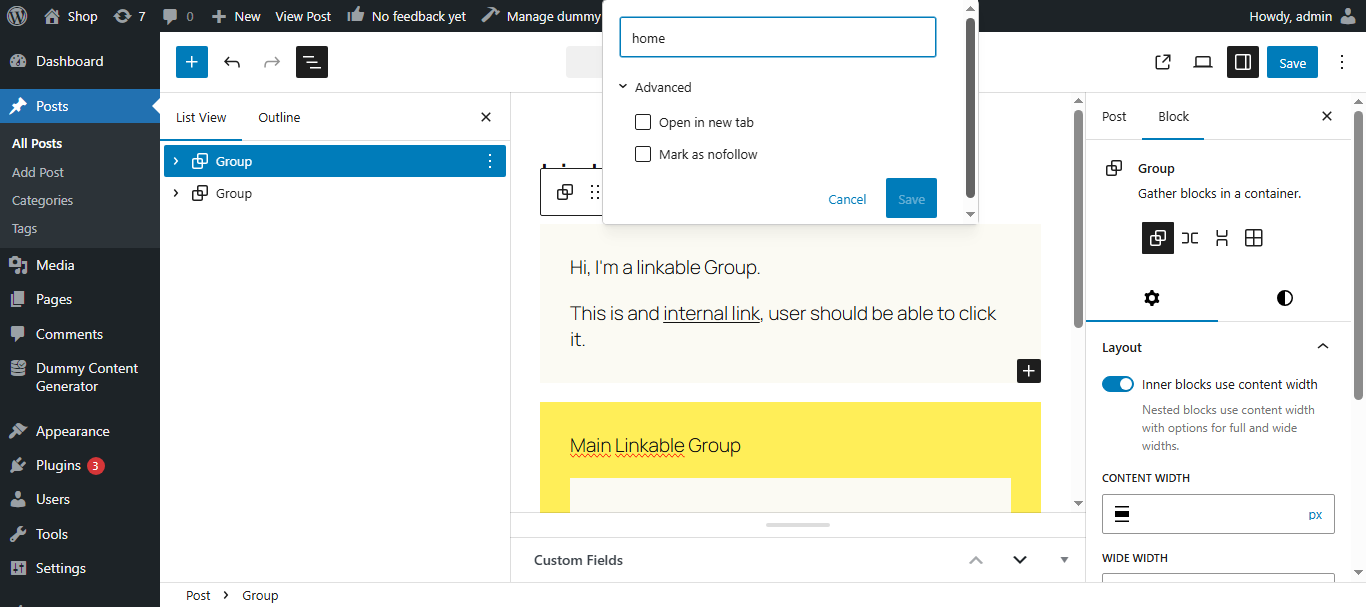 Shop 7 0 New View Post No feedback yet Manage dummy Howdy, admin
Dashboard
Posts
All Posts
Add Post
Categories
Tags
Media
Pages
Comments
Dummy Content
Generator
Appearance
Plugins 3
Users
Tools
Settings
Save
List View Outline
Group
Group
home
Advanced
Open in new tab
Mark as nofollow
Cancel Save
Hi, I'm a linkable Group.
This is and internal link, user should be able to click
it.
Main Linkable Group
Custom Fields
Post Block
Group
Gather blocks in a container.
Layout
Inner blocks use content width
Nested blocks use content width
with options for full and wide
widths.
CONTENT WIDTH
px
WIDE WIDTH
Post Group